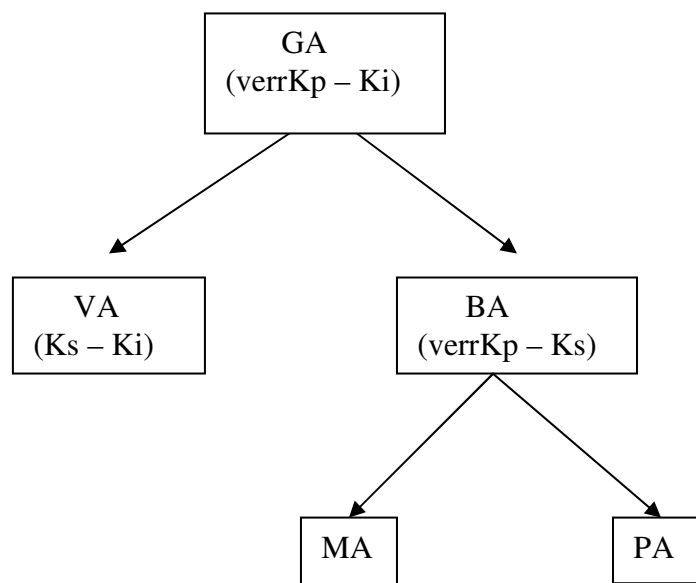 GA
(verrKp – Ki)
VA
(Ks – Ki)
BA
(verrKp – Ks)
MA
PA